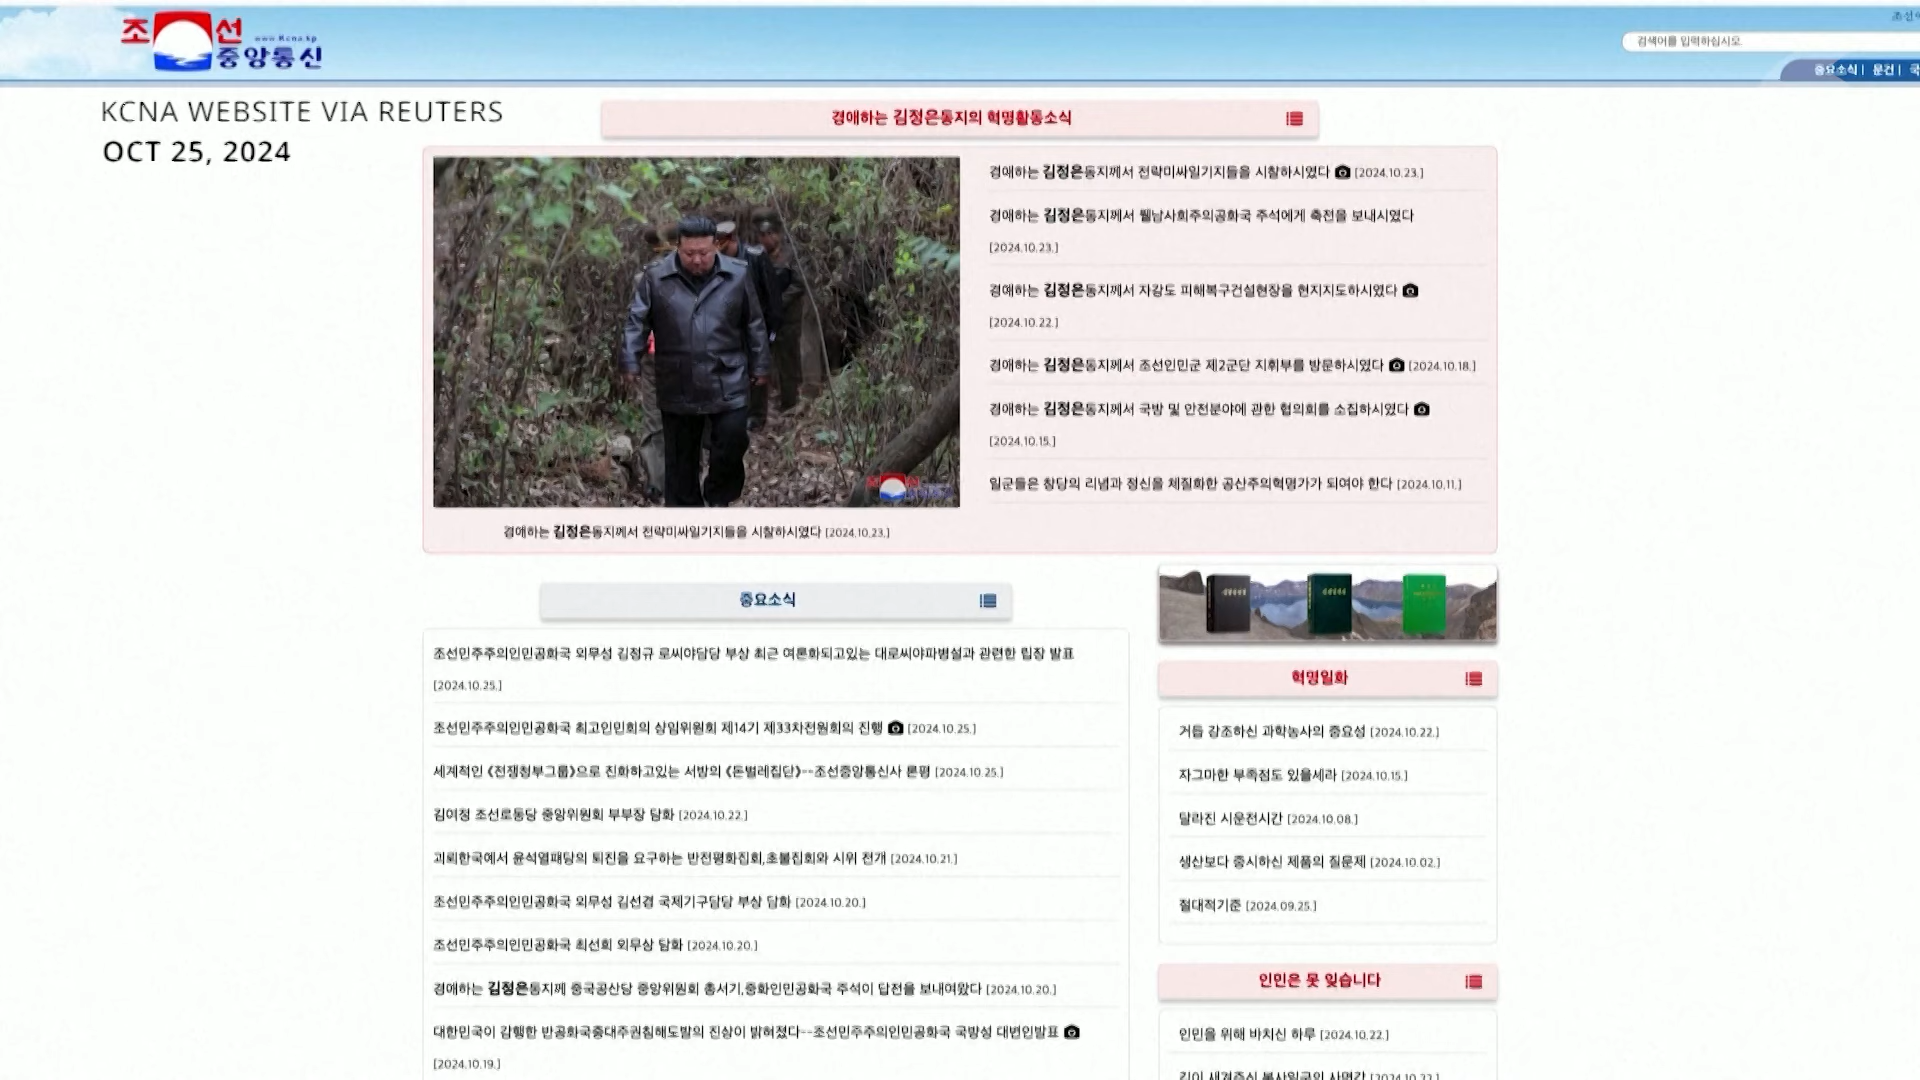 조선
www.kcna.kp
중앙통신
검색어를 입력하십시오.
중요소식 | 문건 | 국
KCNA WEBSITE VIA REUTERS
OCT 25, 2024
경애하는 김정은동지의 혁명활동소식
경애하는 김정은동지께서 전략미싸일기지들을 시찰하시였다 [2024.10.23.]
경애하는 김정은동지께서 전략미싸일기지들을 시찰하시였다 [2024.10.23.]
경애하는 김정은동지께서 윁남사회주의공화국 주석에게 축전을 보내시였다
[2024.10.23.]
경애하는 김정은동지께서 자강도 피해복구건설현장을 현지지도하시였다
[2024.10.22.]
경애하는 김정은동지께서 조선인민군 제2군단 지휘부를 방문하시였다 [2024.10.18.]
경애하는 김정은동지께서 국방 및 안전분야에 관한 협의회를 소집하시였다
[2024.10.15.]
일군들은 창당의 리념과 정신을 체질화한 공산주의혁명가가 되여야 한다 [2024.10.11.]
중요소식
조선민주주의인민공화국 외무성 김정규 로씨야담당 부상 최근 여론화되고있는 대로씨야파병설과 관련한 립장 발표
[2024.10.25.]
조선민주주의인민공화국 최고인민회의 상임위원회 제14기 제33차전원회의 진행 [2024.10.25.]
세계적인 《전쟁청부그룹》으로 진화하고있는 서방의 《돈벌레집단》--조선중앙통신사 론평 [2024.10.25.]
김여정 조선로동당 중앙위원회 부부장 담화 [2024.10.22.]
괴뢰한국에서 윤석열패당의 퇴진을 요구하는 반전평화집회,초불집회와 시위 전개 [2024.10.21.]
조선민주주의인민공화국 외무성 김선경 국제기구담당 부상 담화 [2024.10.20.]
조선민주주의인민공화국 최선희 외무상 담화 [2024.10.20.]
경애하는 김정은동지께 중국공산당 중앙위원회 총서기,중화인민공화국 주석이 답전을 보내여왔다 [2024.10.20.]
대한민국이 감행한 반공화국중대주권침해도발의 진상이 밝혀졌다--조선민주주의인민공화국 국방성 대변인발표
[2024.10.19.]
혁명일화
거듭 강조하신 과학농사의 중요성 [2024.10.22.]
자그마한 부족점도 있을세라 [2024.10.15.]
달라진 시운전시간 [2024.10.08.]
생산보다 중시하신 제품의 질문제 [2024.10.02.]
절대적기준 [2024.09.25.]
인민은 못 잊습니다
인민을 위해 바치신 하루 [2024.10.22.]